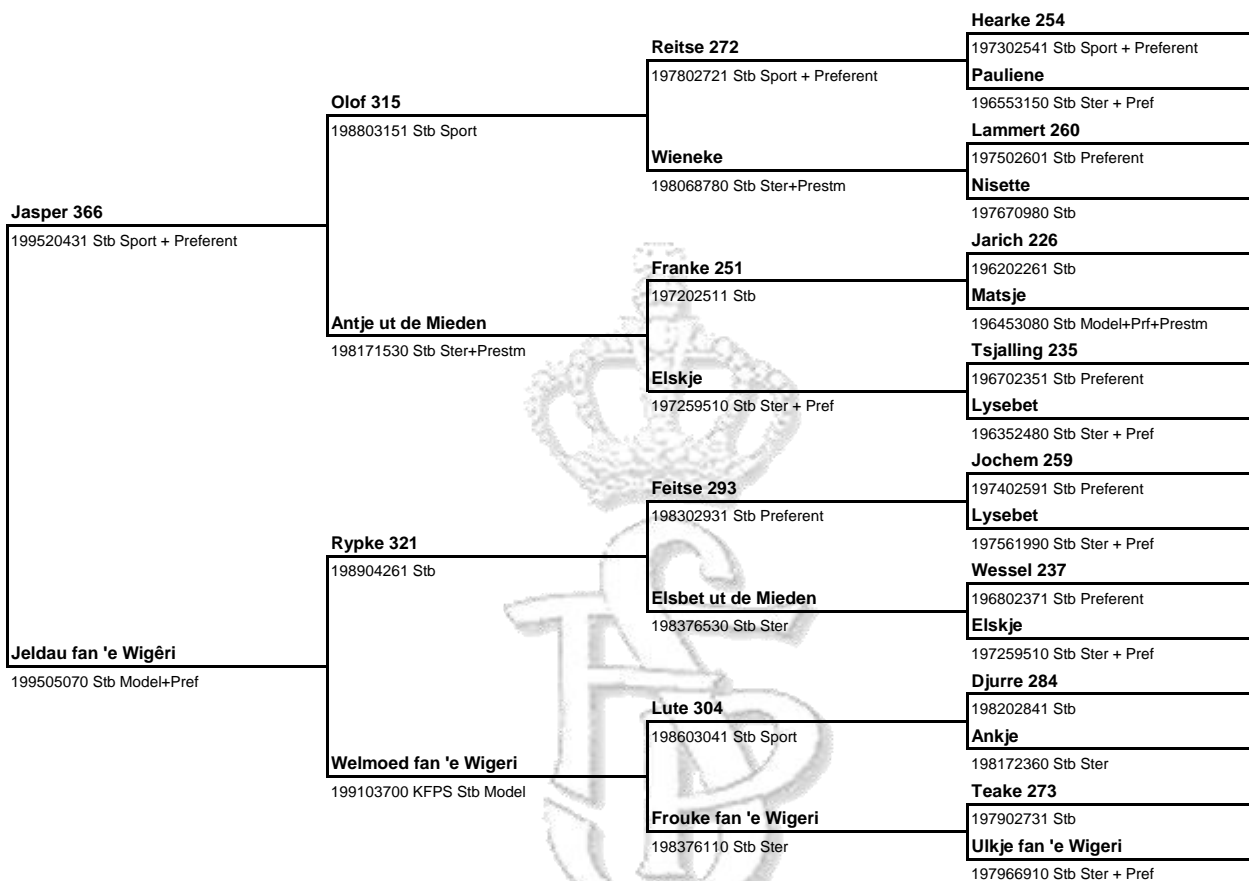 Hearke 254
Reitse 272
197302541 Stb Sport + Preferent
197802721 Stb Sport + Preferent
Pauliene
Olof 315
196553150 Stb Ster + Pref
198803151 Stb Sport
Lammert 260
Wieneke
197502601 Stb Preferent
198068780 Stb Ster+Prestm
Nisette
Jasper 366
197670980 Stb
199520431 Stb Sport + Preferent
Jarich 226
Franke 251
196202261 Stb
197202511 Stb
Matsje
Antje ut de Mieden
196453080 Stb Model+Prf+Prestm
198171530 Stb Ster+Prestm
Tsjalling 235
Elskje
196702351 Stb Preferent
197259510 Stb Ster + Pref
Lysebet
196352480 Stb Ster + Pref
Jochem 259
Feitse 293
197402591 Stb Preferent
198302931 Stb Preferent
Lysebet
Rypke 321
197561990 Stb Ster + Pref
198904261 Stb
Wessel 237
Elsbet ut de Mieden
196802371 Stb Preferent
198376530 Stb Ster
Elskje
Jeldau fan 'e Wigêri
197259510 Stb Ster + Pref
199505070 Stb Model+Pref
Djurre 284
Lute 304
198202841 Stb
198603041 Stb Sport
Ankje
Welmoed fan 'e Wigeri
198172360 Stb Ster
199103700 KFPS Stb Model
Teake 273
Frouke fan 'e Wigeri
197902731 Stb
198376110 Stb Ster
Ulkje fan 'e Wigeri
197966910 Stb Ster + Pref